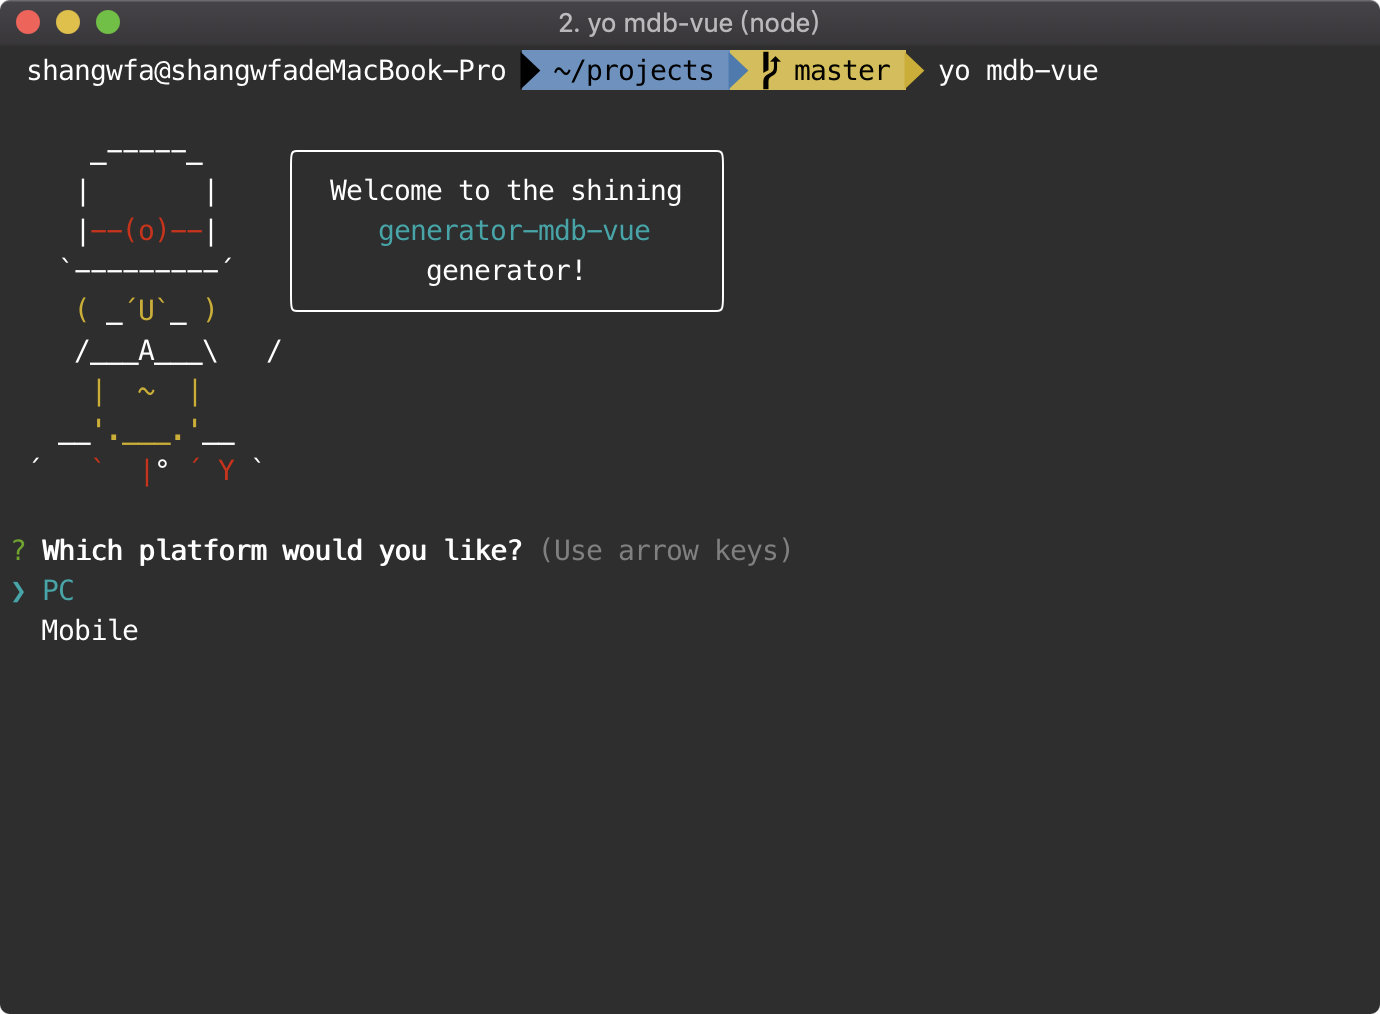 2. yo mdb-vue (node)
shangwfa@shangwfadeMacBook-Pro ~/projects master yo mdb-vue
     _-----_
    |       |
    |--(o)--|
   `---------´
    ( _´U`_ )
    /___A___\   /
     |  ~  |
   __'.___.'__
 ´   `  |° ´ Y `
Welcome to the shining
generator-mdb-vue
generator!
? Which platform would you like? (Use arrow keys)
❯ PC
Mobile